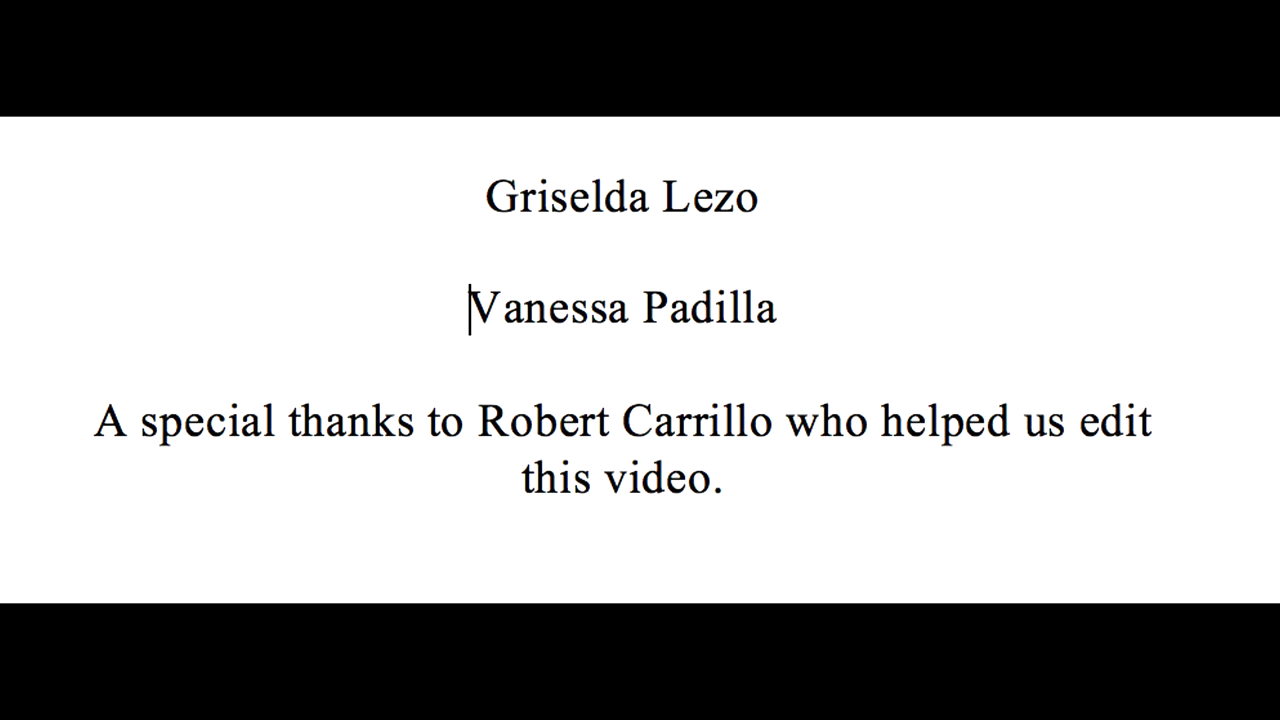 Griselda Lezo
Vanessa Padilla
A special thanks to Robert Carrillo who helped us edit
this video.